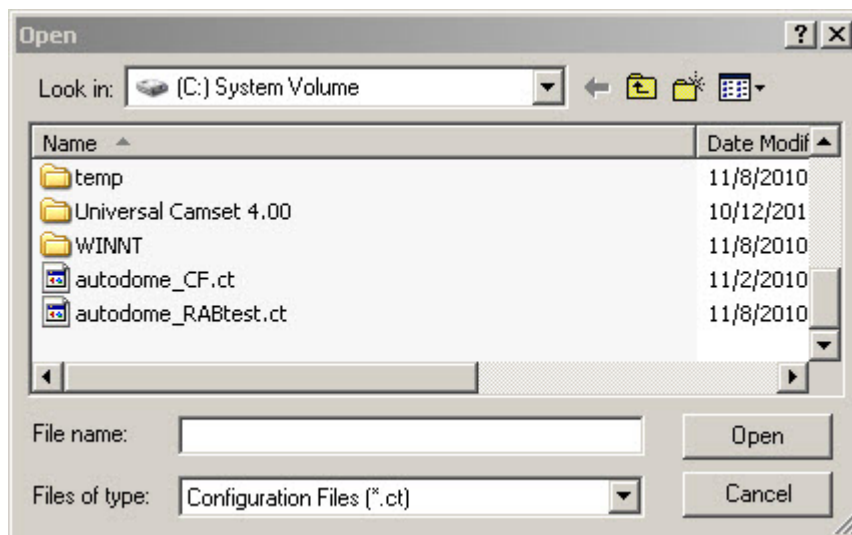 Open
Look in: (C:) System Volume
Name Date Modif
temp 11/8/2010
Universal Camset 4.00 10/12/201
WINNT 11/8/2010
autodome_CF.ct 11/2/2010
autodome_RABtest.ct 11/8/2010
File name: Open
Files of type: Configuration Files (*.ct) Cancel